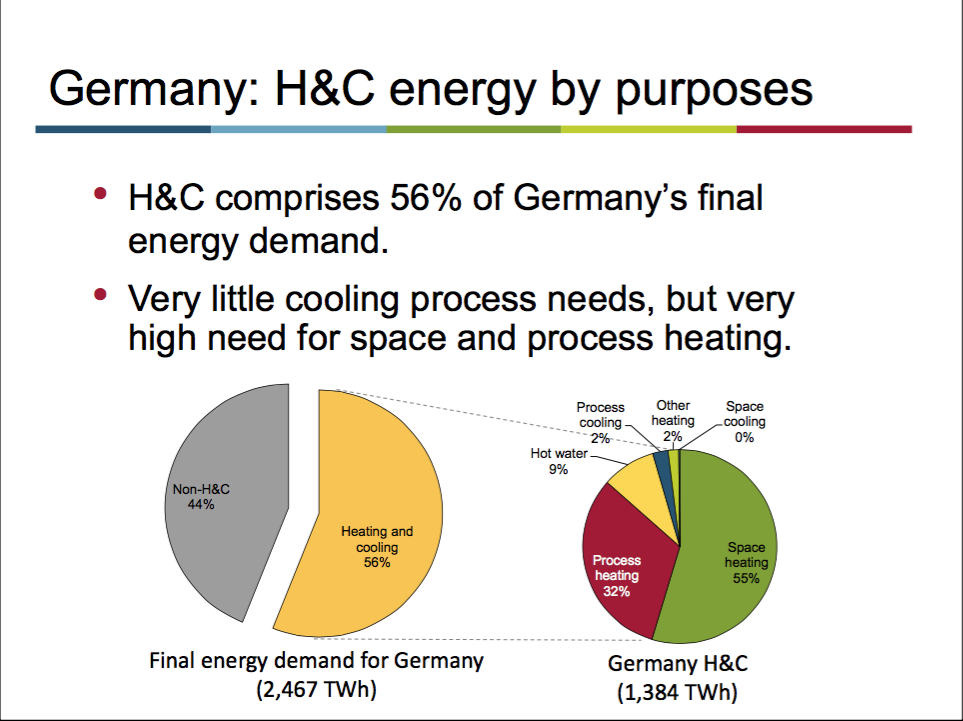 Germany: H&C energy by purposes
• H&C comprises 56% of Germany’s final
energy demand.
• Very little cooling process needs, but very
high need for space and process heating.
Non-H&C
44%
Heating and
cooling
56%
Final energy demand for Germany
(2,467 TWh)
Process
cooling
2%
Other
heating
2%
Space
cooling
0%
Hot water
9%
Process
heating
32%
Space
heating
55%
Germany H&C
(1,384 TWh)